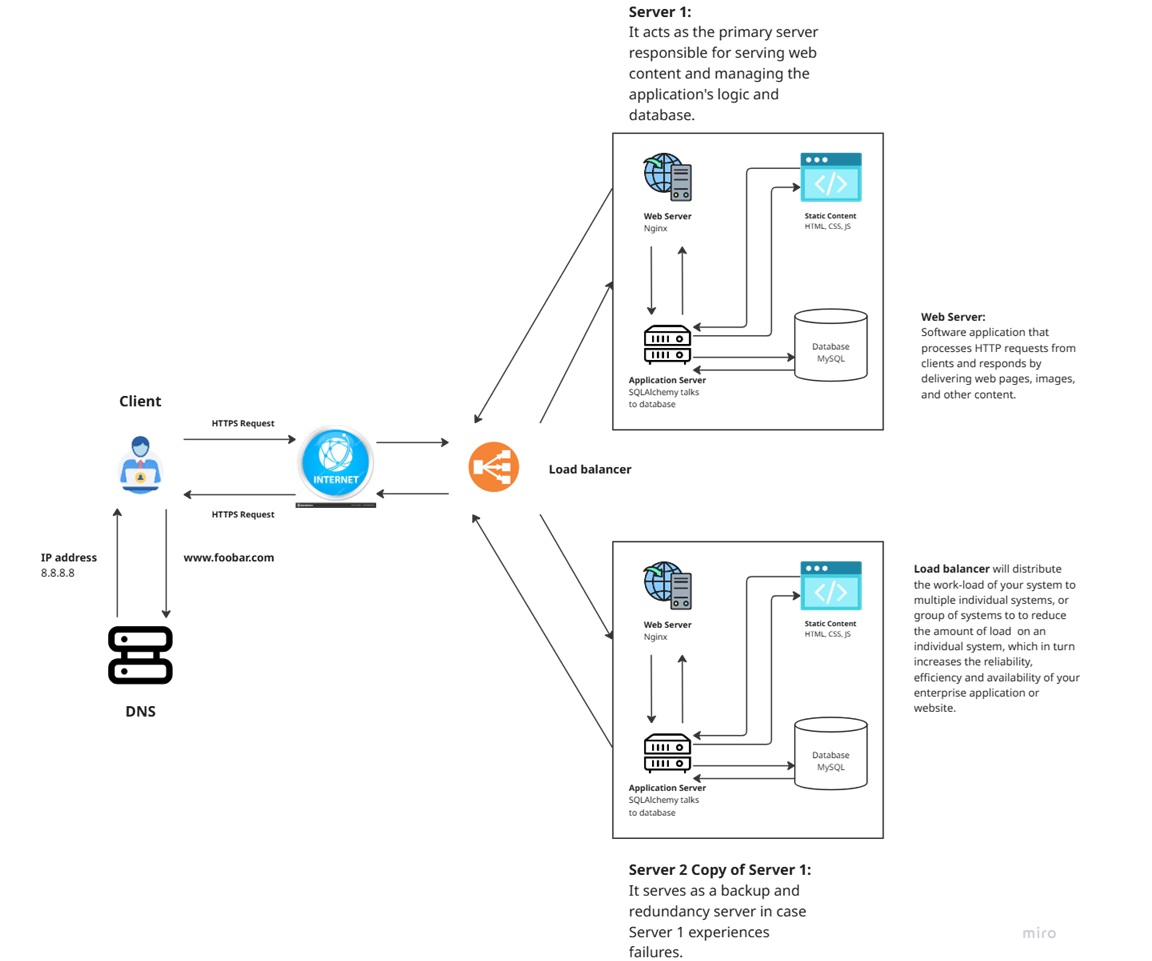 Server 1:
It acts as the primary server
responsible for serving web
content and managing the
application's logic and
database.
Web Server
Nginx
Static Content
HTML, CSS, JS
Application Server
SQLAlchemy talks
to database
Database
MySQL
Web Server:
Software application that
processes HTTP requests from
clients and responds by
delivering web pages, images,
and other content.
Client
HTTPS Request
INTERNET
HTTPS Request
Load balancer
IP address
8.8.8.8
www.foobar.com
DNS
Web Server
Nginx
Static Content
HTML, CSS, JS
Application Server
SQLAlchemy talks
to database
Database
MySQL
Load balancer will distribute
the work-load of your system to
multiple individual systems, or
group of systems to to reduce
the amount of load on an
individual system, which in turn
increases the reliability,
efficiency and availability of your
enterprise application or
website.
Server 2 Copy of Server 1:
It serves as a backup and
redundancy server in case
Server 1 experiences
failures.
miro